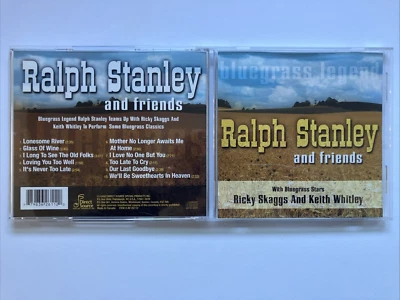 Ralph Stanley
and friends
Bluegrass Legend Ralph Stanley Teams Up With Ricky Skaggs And
Keith Whitley To Perform Some Bluegrass Classics
Lonesome River
Glass Of Wine
I Long To See The Old Folks
Loving You Too Well
It's Never Too Late
Mother No Longer Awaits Me
At Home
I Love No One But You
Too Late To Cry
Our Last Goodbye
We'll Be Sweethearts In Heaven
Direct
Source
bluegrass legend
Ralph Stanley
and friends
With Bluegrass Stars
Ricky Skaggs And Keith Whitley